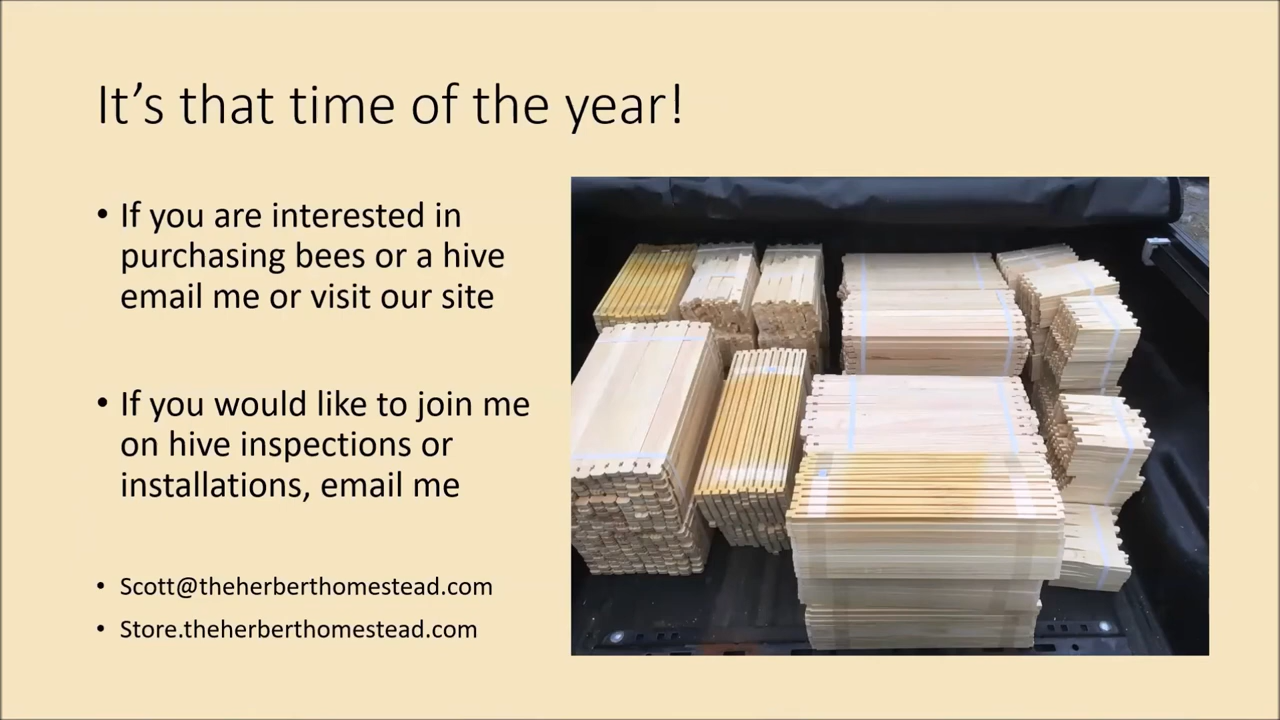 It's that time of the year!
• If you are interested in
purchasing bees or a hive
email me or visit our site
• If you would like to join me
on hive inspections or
installations, email me
• Scott@theherberthomestead.com
• Store.theherberthomestead.com